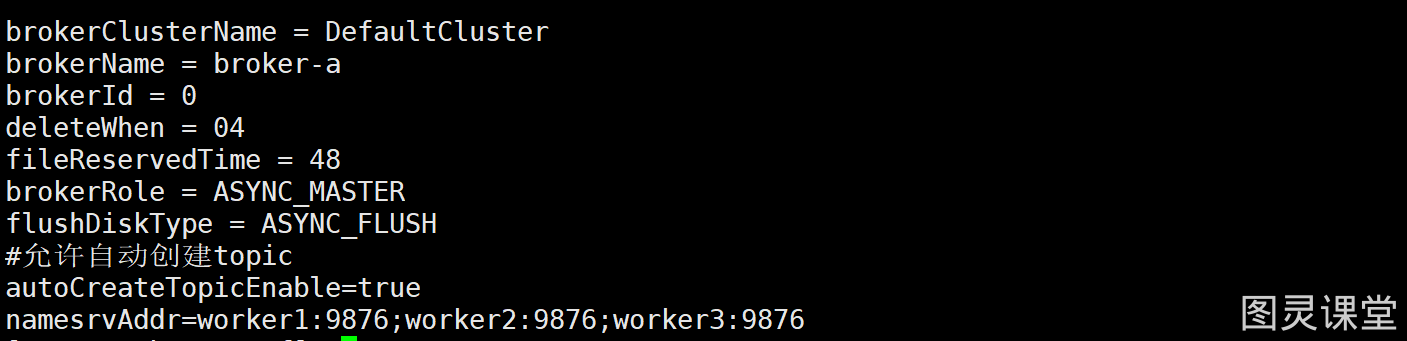 brokerClusterName = DefaultCluster
brokerName = broker-a
brokerId = 0
deleteWhen = 04
fileReservedTime = 48
brokerRole = ASYNC_MASTER
flushDiskType = ASYNC_FLUSH
#允许自动创建topic
autoCreateTopicEnable=true
namesrvAddr=worker1:9876;worker2:9876;worker3:9876
图灵课堂